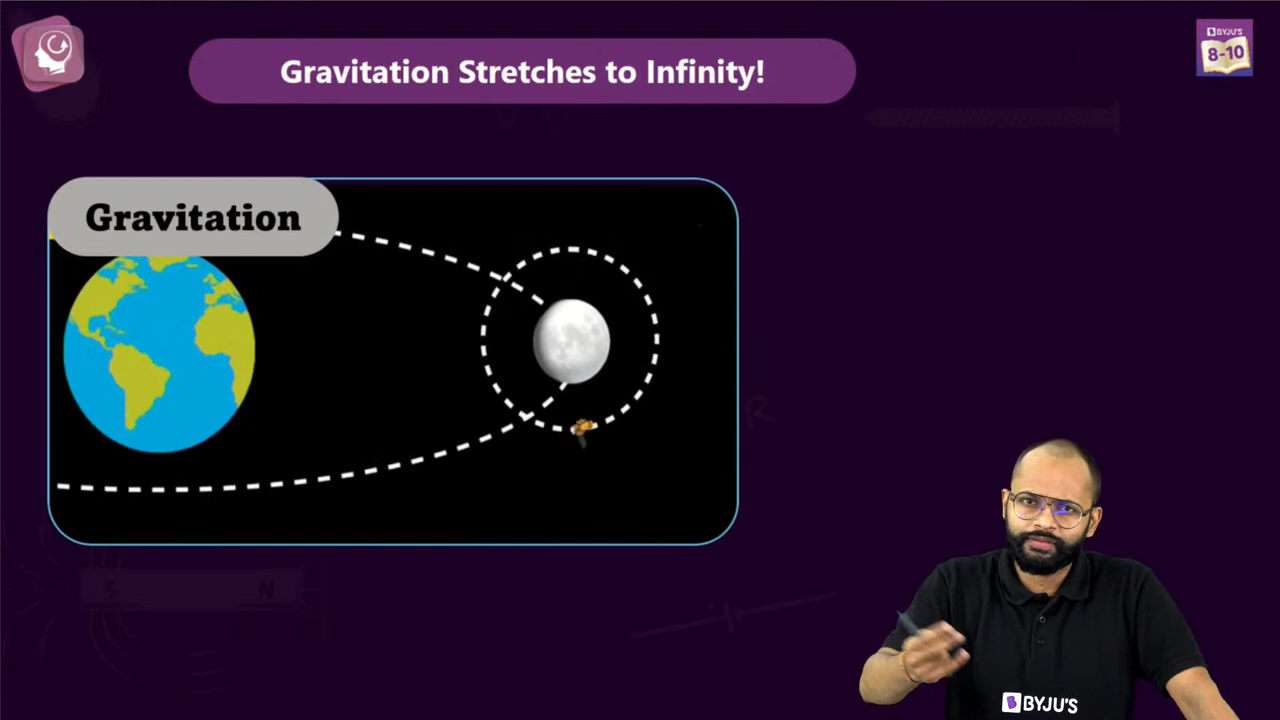 Gravitation Stretches to Infinity!
BYJU'S
8-10
Gravitation
R
S
N
BYJU'S